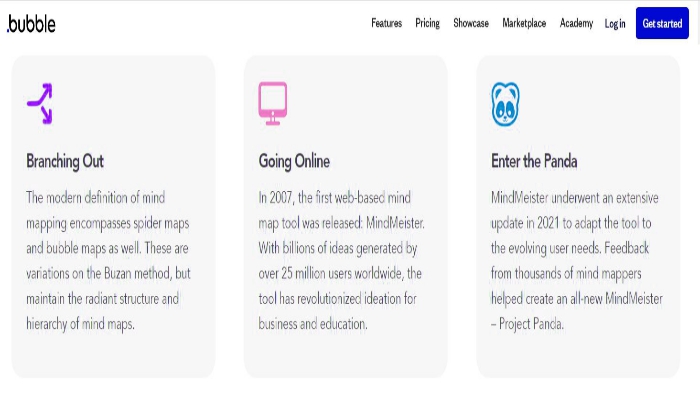 .bubble
Features Pricing Showcase Marketplace Academy Log in Get started
Branching Out
The modern definition of mind
mapping encompasses spider maps
and bubble maps as well. These are
variations on the Buzan method, but
maintain the radiant structure and
hierarchy of mind maps.
Going Online
In 2007, the first web-based mind
map tool was released: MindMeister.
With billions of ideas generated by
over 25 million users worldwide, the
tool has revolutionized ideation for
business and education.
Enter the Panda
MindMeister underwent an extensive
update in 2021 to adapt the tool to
the evolving user needs. Feedback
from thousands of mind mappers
helped create an all-new MindMeister
– Project Panda.